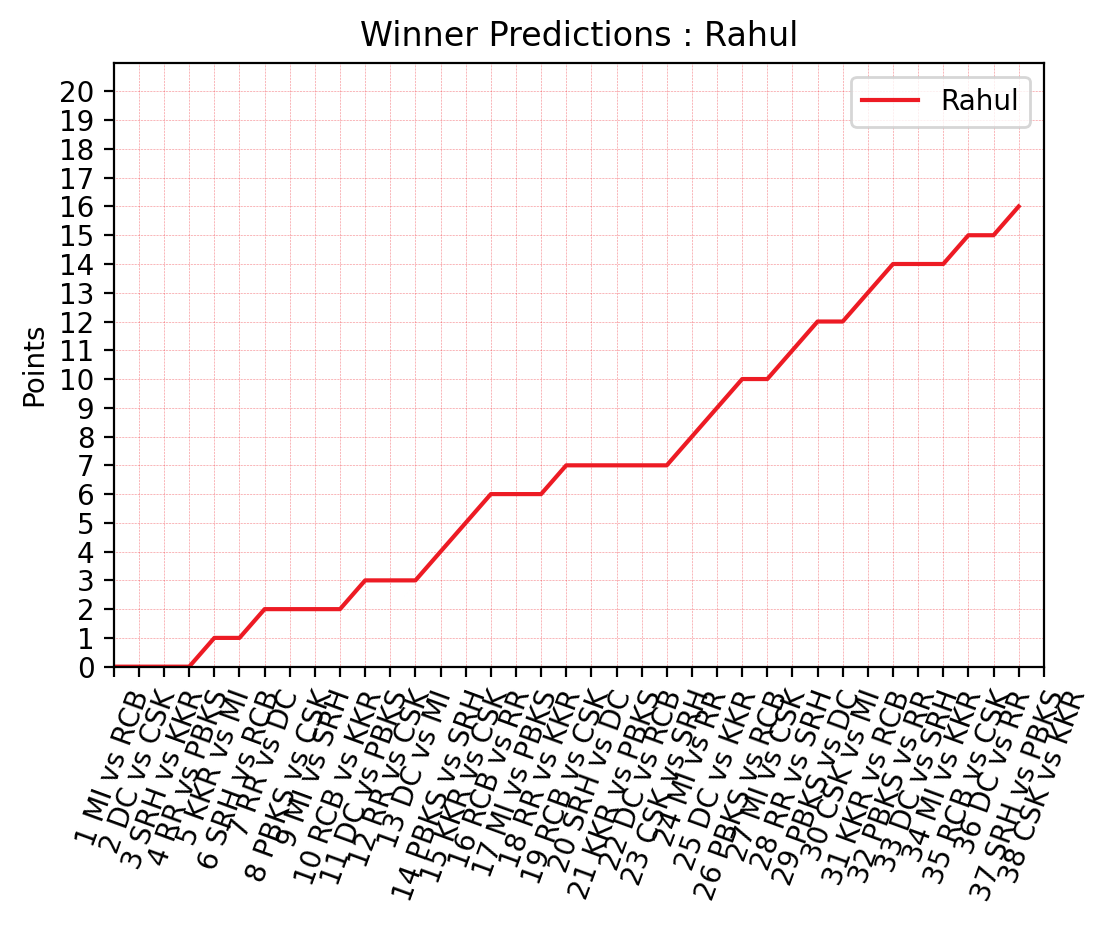 Winner Predictions : Rahul
Rahul
Points
20
19
18
17
16
15
14
13
12
11
10
9
8
7
6
5
4
3
2
1
0
1 MI vs RCB
2 DC vs CSK
3 SRH vs KKR
4 RR vs PBKS
5 KKR vs MI
6 SRH vs RCB
7 RR vs DC
8 PBKS vs CSK
9 MI vs SRH
10 RCB vs KKR
11 DC vs PBKS
12 RR vs CSK
13 DC vs MI
14 PBKS vs SRH
15 KKR vs CSK
16 RCB vs RR
17 MI vs PBKS
18 RR vs KKR
19 RCB vs CSK
20 SRH vs DC
21 KKR vs PBKS
22 DC vs RCB
23 CSK vs SRH
24 MI vs RR
25 DC vs KKR
26 PBKS vs RCB
27 MI vs CSK
28 RR vs SRH
29 PBKS vs DC
30 CSK vs MI
31 KKR vs RCB
32 PBKS vs RR
33 DC vs SRH
34 MI vs KKR
35 RCB vs CSK
36 DC vs RR
37 SRH vs PBKS
38 CSK vs KKR